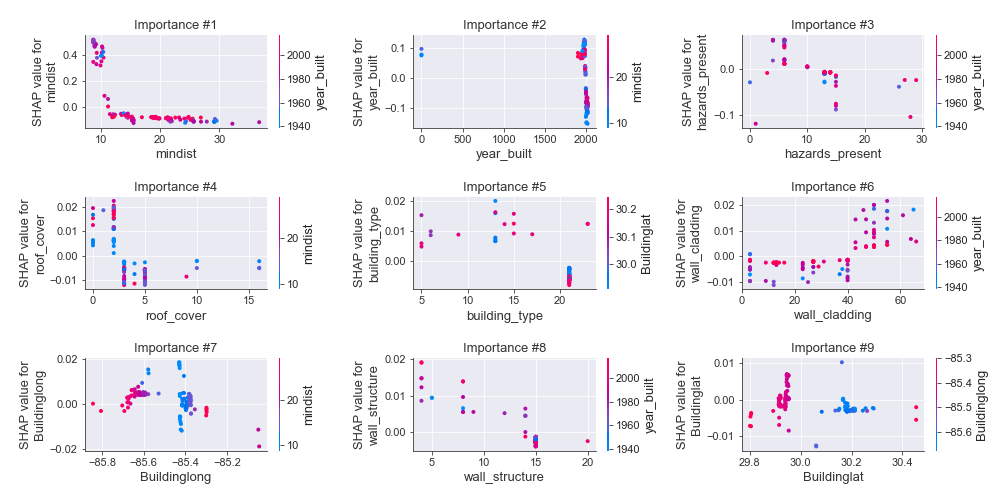 Importance #1
SHAP value for
mindist
0.4
0.2
0.0
10
20
30
mindist
2000
1980
1960
1940
year_built
Importance #2
SHAP value for
year_built
0.1
0.0
−0.1
0
500
1000
1500
2000
year_built
20
10
mindist
Importance #3
SHAP value for
hazards_present
0.0
−0.1
0
10
20
30
hazards_present
2000
1980
1960
1940
year_built
Importance #4
SHAP value for
roof_cover
0.02
0.01
0.00
−0.01
0
5
10
15
roof_cover
20
10
mindist
Importance #5
SHAP value for
building_type
0.02
0.01
0.00
5
10
15
20
building_type
30.2
30.1
30.0
Buildinglat
Importance #6
SHAP value for
wall_cladding
0.02
0.01
0.00
−0.01
0
20
40
60
wall_cladding
2000
1980
1960
1940
year_built
Importance #7
SHAP value for
Buildinglong
0.02
0.00
−0.02
−85.8
−85.6
−85.4
−85.2
Buildinglong
20
10
mindist
Importance #8
SHAP value for
wall_structure
0.02
0.01
0.00
5
10
15
20
wall_structure
2000
1980
1960
1940
year_built
Importance #9
SHAP value for
Buildinglat
0.01
0.00
−0.01
29.8
30.0
30.2
30.4
Buildinglat
−85.3
−85.4
−85.5
−85.6
Buildinglong